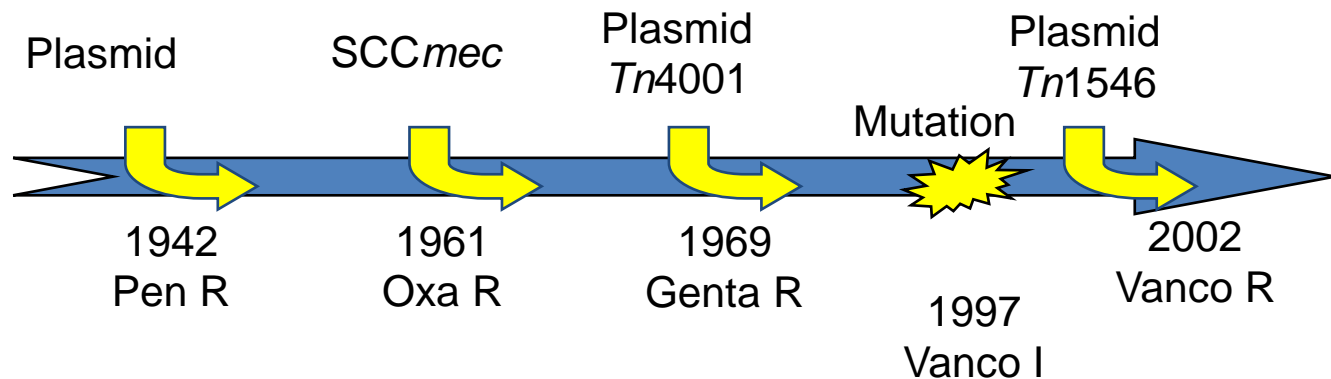 Plasmid
SCCmec
Plasmid
Tn4001
Mutation
Plasmid
Tn1546
1942
Pen R
1961
Oxa R
1969
Genta R
1997
Vanco I
2002
Vanco R